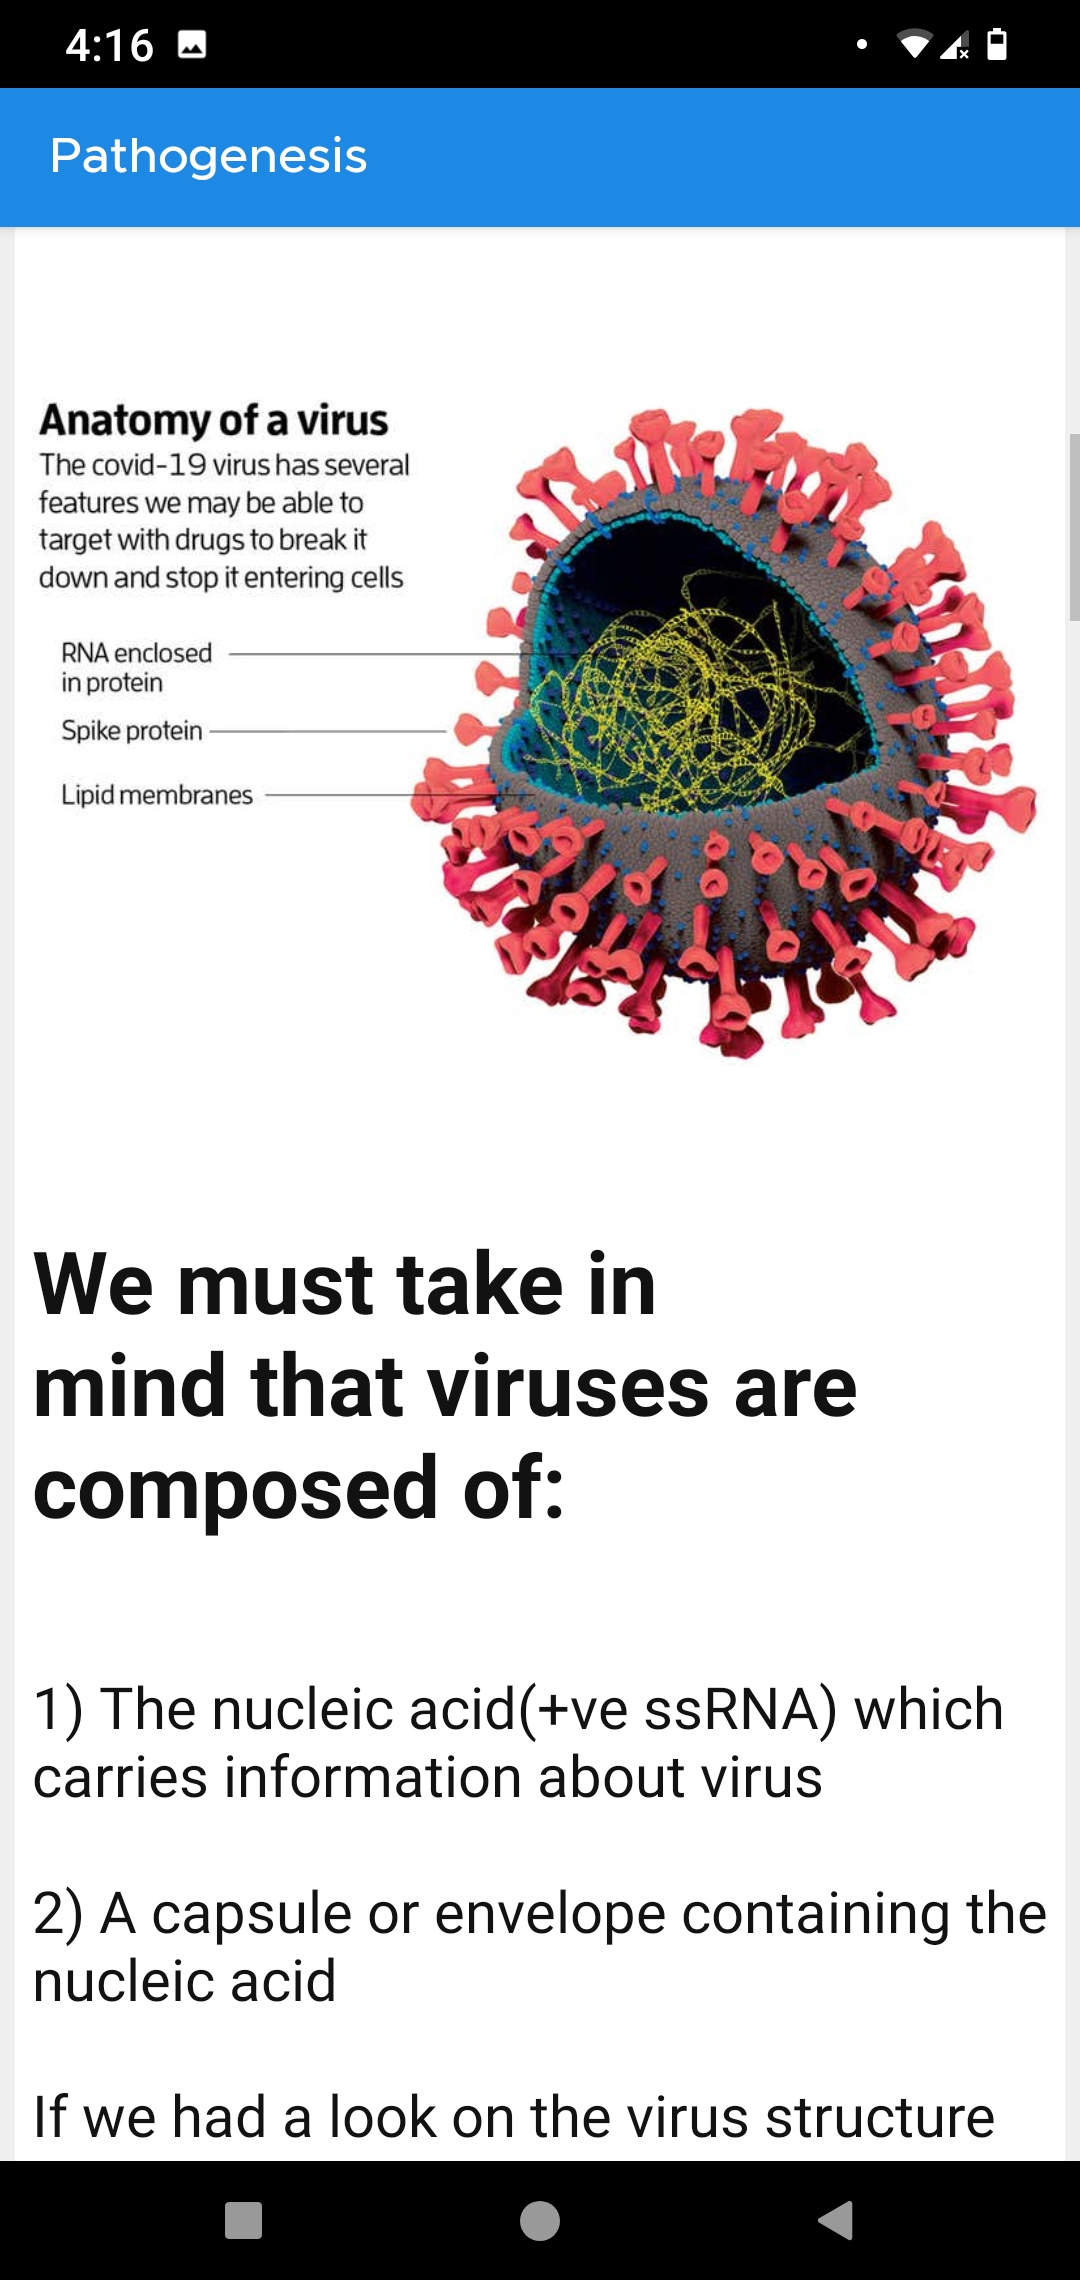 4:16
Pathogenesis
Anatomy of a virus
The covid-19 virus has several
features we may be able to
target with drugs to break it
down and stop it entering cells
RNA enclosed
in protein
Spike protein
Lipid membranes
We must take in
mind that viruses are
composed of:
1) The nucleic acid(+ve ssRNA) which
carries information about virus
2) A capsule or envelope containing the
nucleic acid
If we had a look on the virus structure